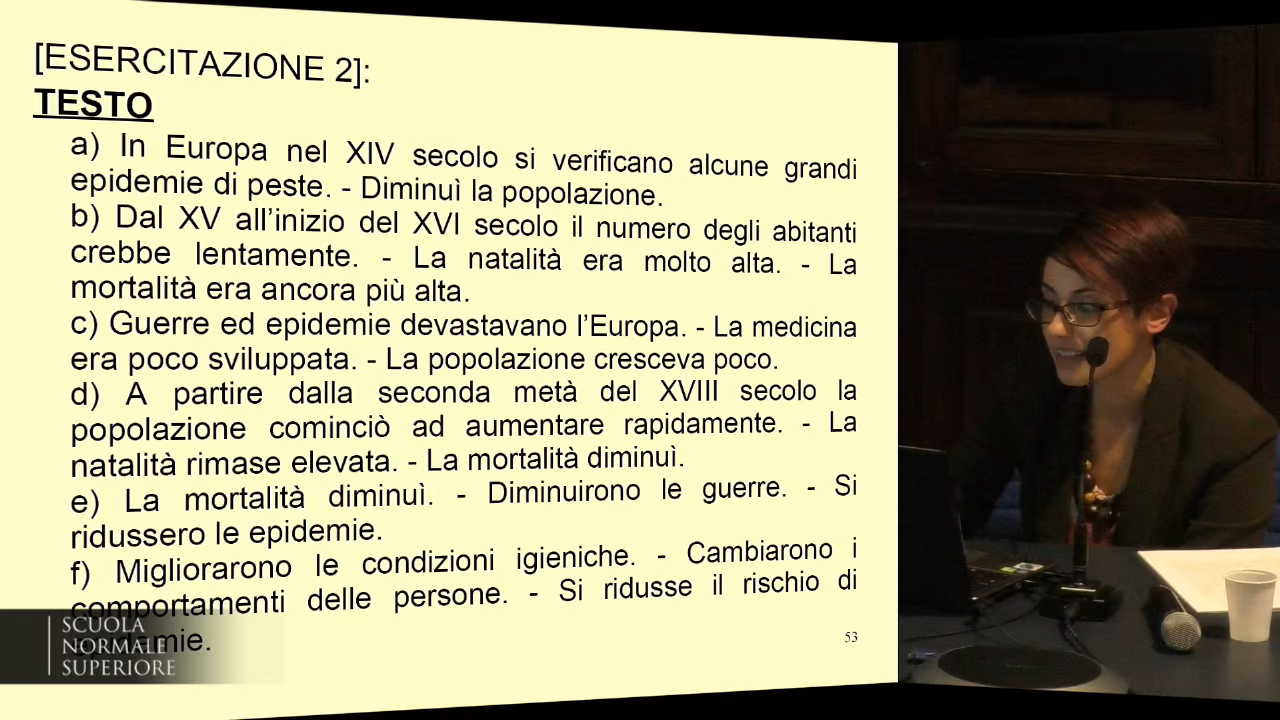 [ESERCITAZIONE 2]:
TESTO
a) In Europa nel XIV secolo si verificano alcune grandi
epidemie di peste. - Diminuì la popolazione.
b) Dal XV all’inizio del XVI secolo il numero degli abitanti
crebbe lentamente. - La natalità era molto alta. - La
mortalità era ancora più alta.
c) Guerre ed epidemie devastavano l’Europa. - La medicina
era poco sviluppata. - La popolazione cresceva poco.
d) A partire dalla seconda metà del XVIII secolo la
popolazione cominciò ad aumentare rapidamente. - La
natalità rimase elevata. - La mortalità diminuì.
e) La mortalità diminuì. - Diminuirono le guerre. - Si
ridussero le epidemie.
f) Migliorarono le condizioni igieniche. - Cambiarono i
comportamenti delle persone. - Si ridusse il rischio di
epidemie.
53
SCUOLA
NORMALE
SUPERIORE